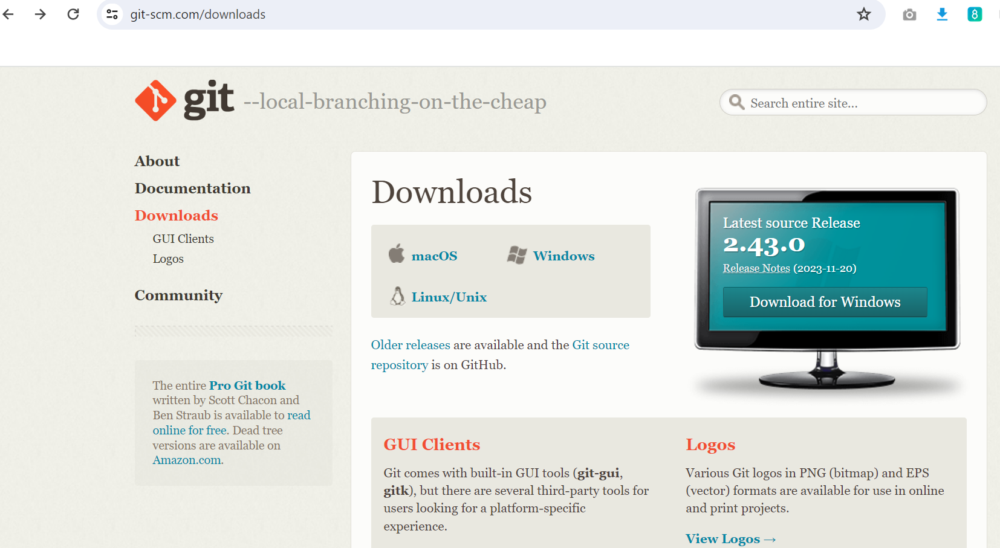 git-scm.com/downloads
git --local-branching-on-the-cheap
Search entire site...
About
Documentation
Downloads
GUI Clients
Logos
Community
The entire Pro Git book
written by Scott Chacon and
Ben Straub is available to read
online for free. Dead tree
versions are available on
Amazon.com.
Downloads
macOS
Windows
Linux/Unix
Older releases are available and the Git source
repository is on GitHub.
Latest source Release
2.43.0
Release Notes (2023-11-20)
Download for Windows
GUI Clients
Git comes with built-in GUI tools (git-gui,
gitk), but there are several third-party tools for
users looking for a platform-specific
experience.
Logos
Various Git logos in PNG (bitmap) and EPS
(vector) formats are available for use in online
and print projects.
View Logos →